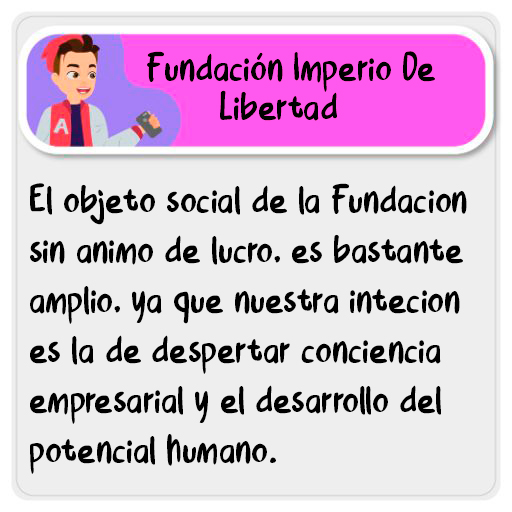 Fundación Imperio De
Libertad
A
El objeto social de la Fundacion
sin animo de lucro. es bastante
amplio. ya que nuestra intecion
es la de despertar conciencia
empresarial y el desarrollo del
potencial humano.